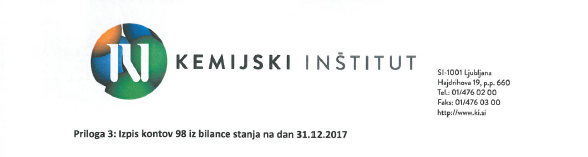 KEMIJSKI INŠTITUT
SI-1001 Ljubljana
Hajdrihova 19, p.p. 660
Tel.: 01/476 02 00
Faks: 01/476 03 00
http://www.ki.si
Priloga 3: Izpis kontov 98 iz bilance stanja na dan 31.12.2017